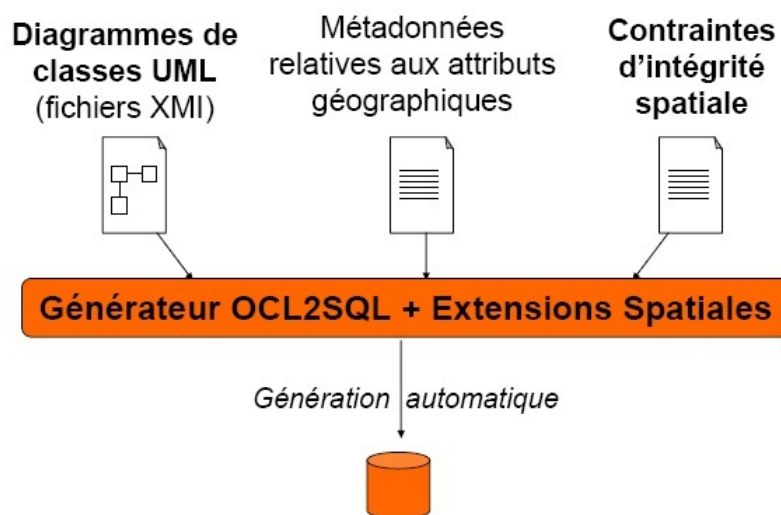 Diagrammes de
classes UML
(fichiers XMI)
Métadonnées
relatives aux attributs
géographiques
Contraintes
d'intégrité
spatiale
Générateur OCL2SQL + Extensions Spatiales
Génération automatique